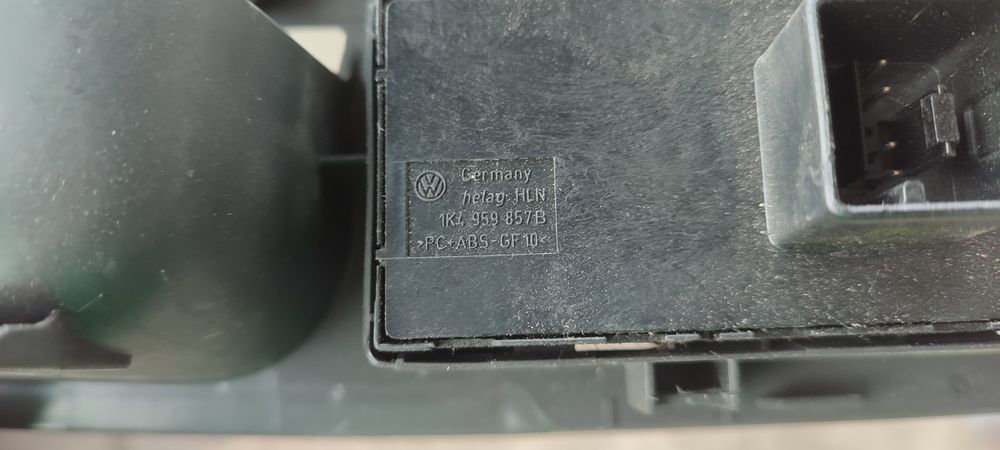 Germany
helag. HLN
1K4 959 857B
>PC+ABS-GF10<